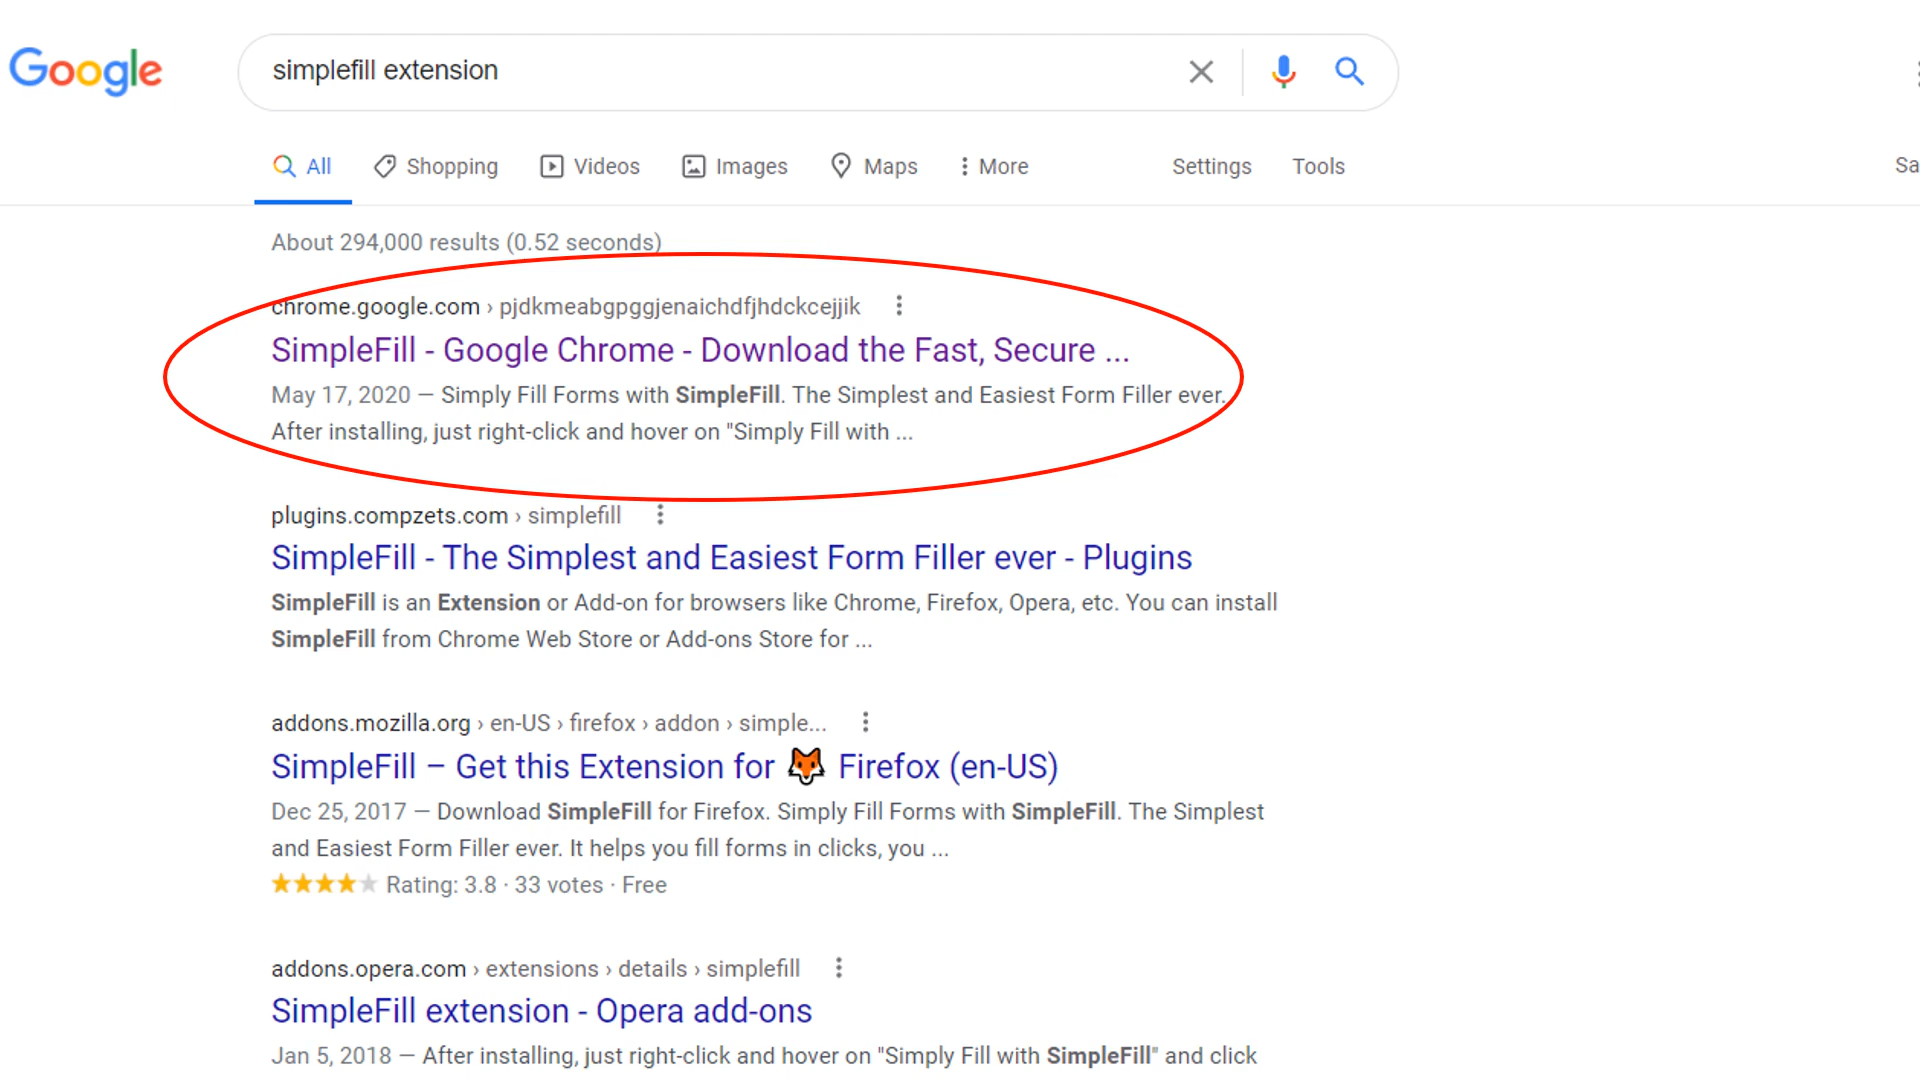 Google
simplefill extension
All Shopping Videos Images Maps More Settings Tools Sa
About 294,000 results (0.52 seconds)
chrome.google.com › pjdkmeabgpggjenaichdfjhdckcejjik
SimpleFill - Google Chrome - Download the Fast, Secure ...
May 17, 2020 — Simply Fill Forms with SimpleFill. The Simplest and Easiest Form Filler ever.
After installing, just right-click and hover on "Simply Fill with ...
plugins.compzets.com › simplefill
SimpleFill - The Simplest and Easiest Form Filler ever - Plugins
SimpleFill is an Extension or Add-on for browsers like Chrome, Firefox, Opera, etc. You can install
SimpleFill from Chrome Web Store or Add-ons Store for ...
addons.mozilla.org › en-US › firefox › addon › simple...
SimpleFill – Get this Extension for 🦊 Firefox (en-US)
Dec 25, 2017 — Download SimpleFill for Firefox. Simply Fill Forms with SimpleFill. The Simplest
and Easiest Form Filler ever. It helps you fill forms in clicks, you ...
Rating: 3.8 · 33 votes · Free
addons.opera.com › extensions › details › simplefill
SimpleFill extension - Opera add-ons
Jan 5, 2018 — After installing, just right-click and hover on "Simply Fill with SimpleFill" and click